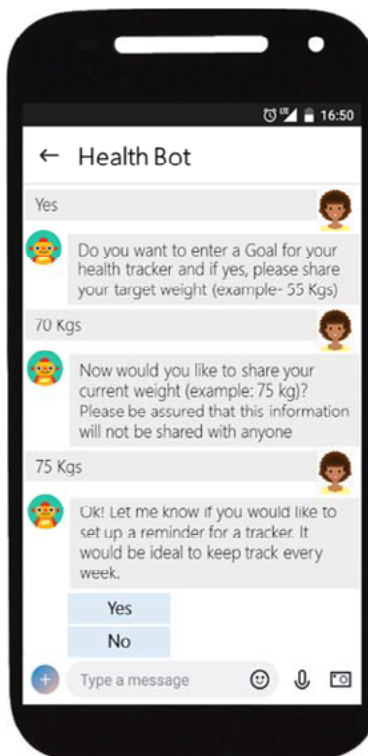 LTE 16:50
← Health Bot
Yes
Do you want to enter a Goal for your
health tracker and if yes, please share
your target weight (example- 55 Kgs)
70 Kgs
Now would you like to share your
current weight (example: 75 kg)?
Please be assured that this information
will not be shared with anyone
75 Kgs
Ok! Let me know if you would like to
set up a reminder for a tracker. It
would be ideal to keep track every
week.
Yes
No
Type a message